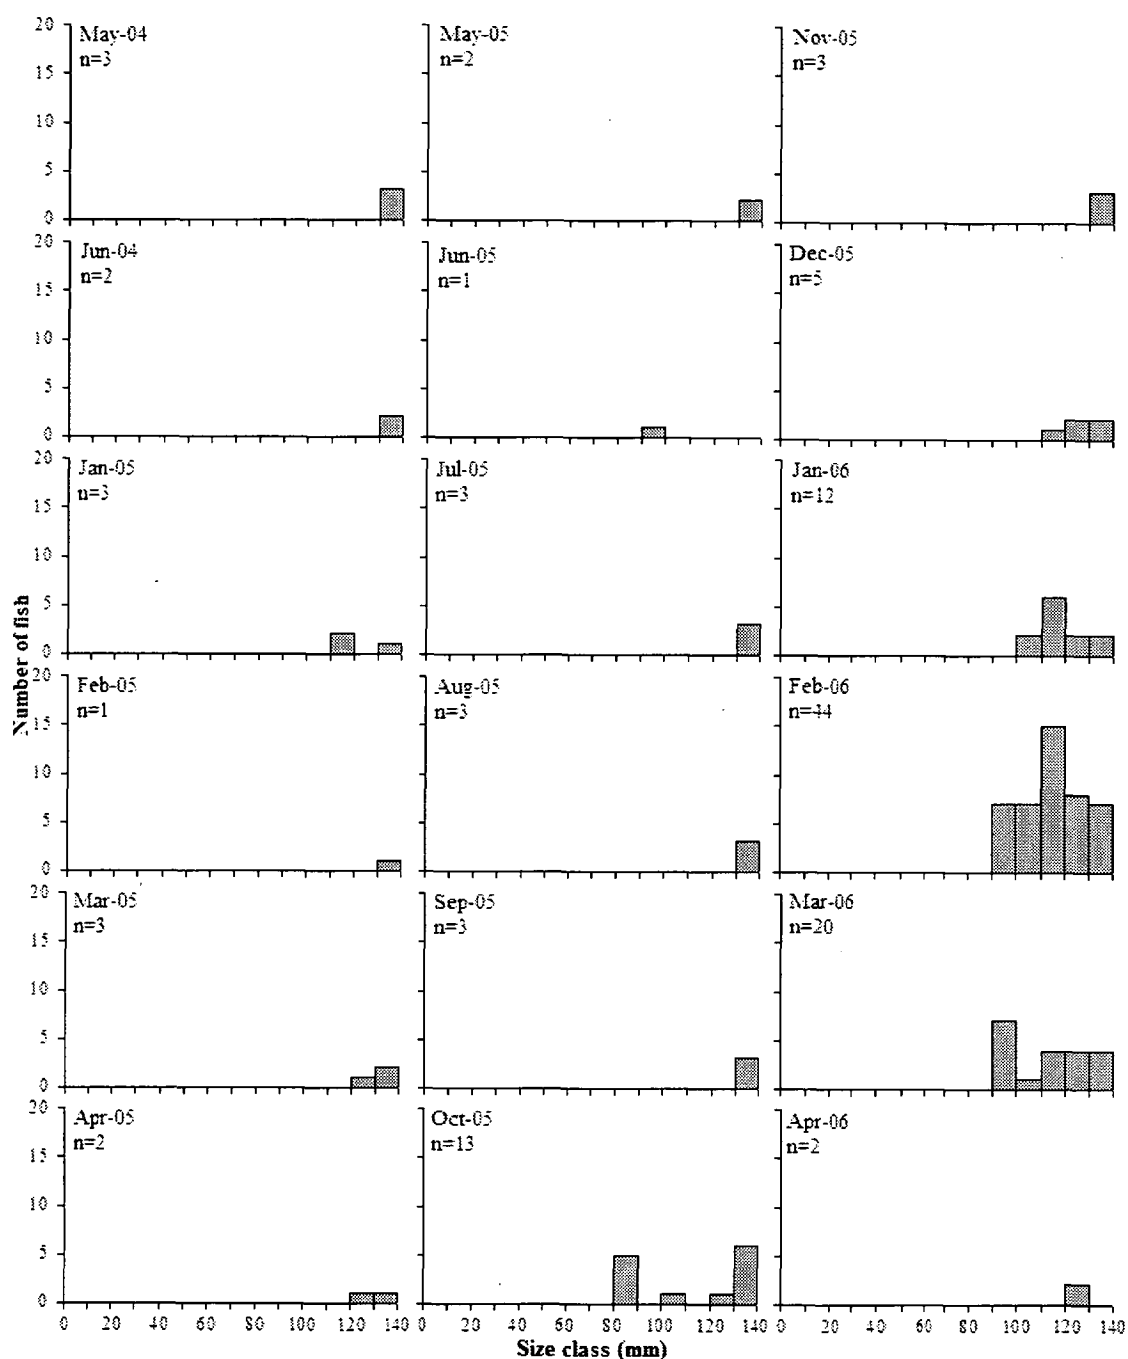 20 May-04 May-05 Nov-05
n=3 n=2 n=3
15
10
5
0
20 Jun-04 Jun-05 Dec-05
n=2 n=1 n=5
15
10
5
0
20 Jan-05 Jul-05 Jan-06
n=3 n=3 n=12
15
10
5
0
Number of fish
20 Feb-05 Aug-05 Feb-06
n=1 n=3 n=44
15
10
5
0
20 Mar-05 Sep-05 Mar-06
n=3 n=3 n=20
15
10
5
0
20 Apr-05 Oct-05 Apr-06
n=2 n=13 n=2
15
10
5
0
0 20 40 60 80 100 120 140 0 20 40 60 80 100 120 140 0 20 40 60 80 100 120 140
Size class (mm)